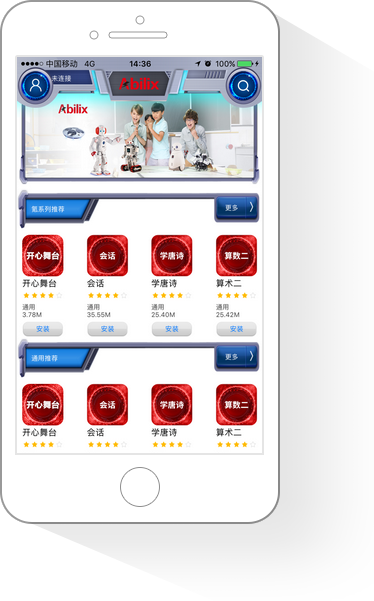 中国移动 4G 14:36 100%
未连接
Abilix
Abilix
氪系列推荐 更多
开心舞台 会话 学唐诗 算数二
开心舞台 会话 学唐诗 算术二
通用 通用 通用 通用
3.78M 35.55M 25.40M 25.42M
安装 安装 安装 安装
通用推荐 更多
开心舞台 会话 学唐诗 算数二
开心舞台 会话 学唐诗 算术二